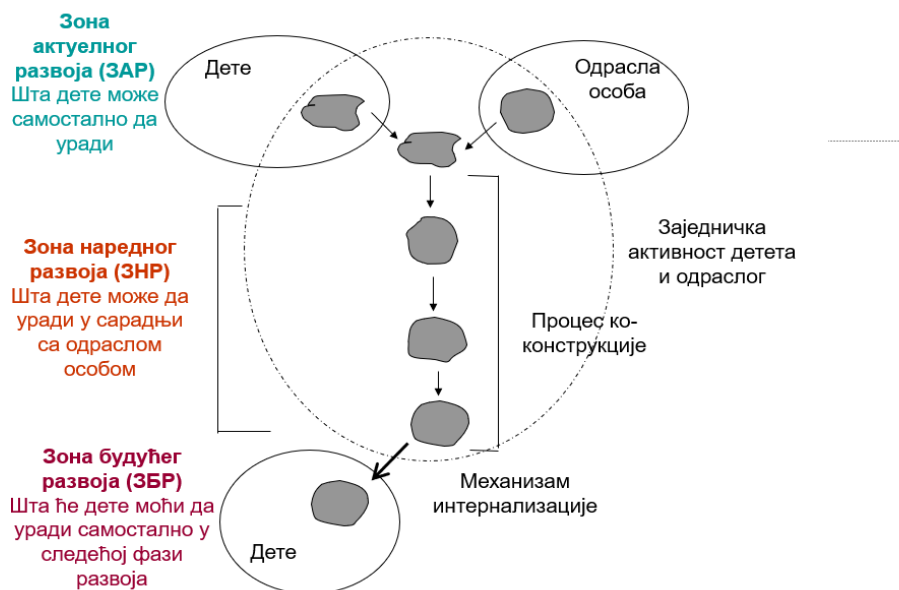 Зона
актуелног
развоја (ЗАР)
Шта дете може
самостално да
уради
Дете
Одрасла
особа
Зона наредног
развоја (ЗНР)
Шта дете може да
уради у сарадњи
са одраслом
особом
Заједничка
активност детета
и одраслог
Процес ко-
конструкције
Зона будућег
развоја (ЗБР)
Шта ће дете моћи да
уради самостално у
следећој фази
развоја
Механизам
интернализације
Дете